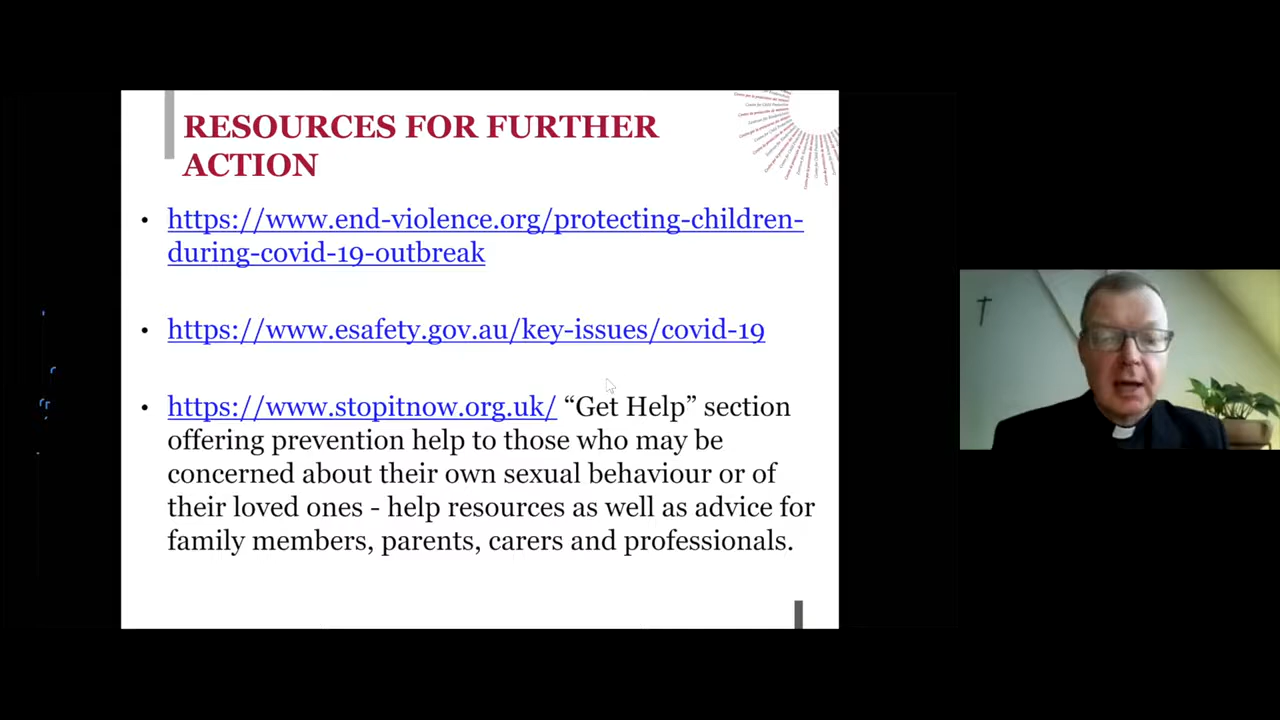 RESOURCES FOR FURTHER
ACTION
• https://www.end-violence.org/protecting-children-
during-covid-19-outbreak
• https://www.esafety.gov.au/key-issues/covid-19
• https://www.stopitnow.org.uk/ “Get Help” section
offering prevention help to those who may be
concerned about their own sexual behaviour or of
their loved ones - help resources as well as advice for
family members, parents, carers and professionals.